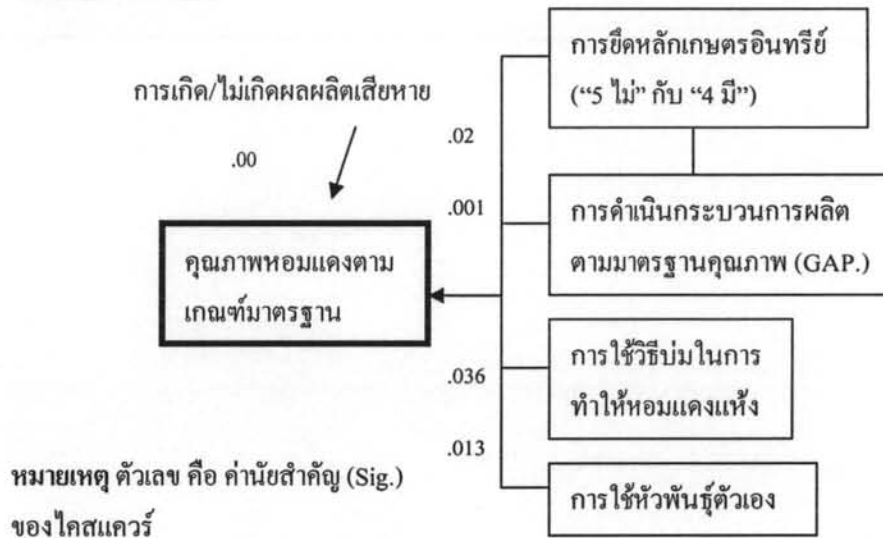 การยึดหลักเกษตรอินทรีย์
("5 ไม่" กับ "4 มี")
การเกิด/ไม่เกิดผลผลิตเสียหาย
.02
.00
.001
การดำเนินกระบวนการผลิต
ตามมาตรฐานคุณภาพ (GAP.)
คุณภาพหอมแดงตาม
เกณฑ์มาตรฐาน
การใช้วิธีบ่มในการ
ทำให้หอมแดงแห้ง
.036
.013
การใช้หัวพันธุ์ตัวเอง
หมายเหตุ ตัวเลข คือ ค่านัยสำคัญ (Sig.)
ของไคสแควร์